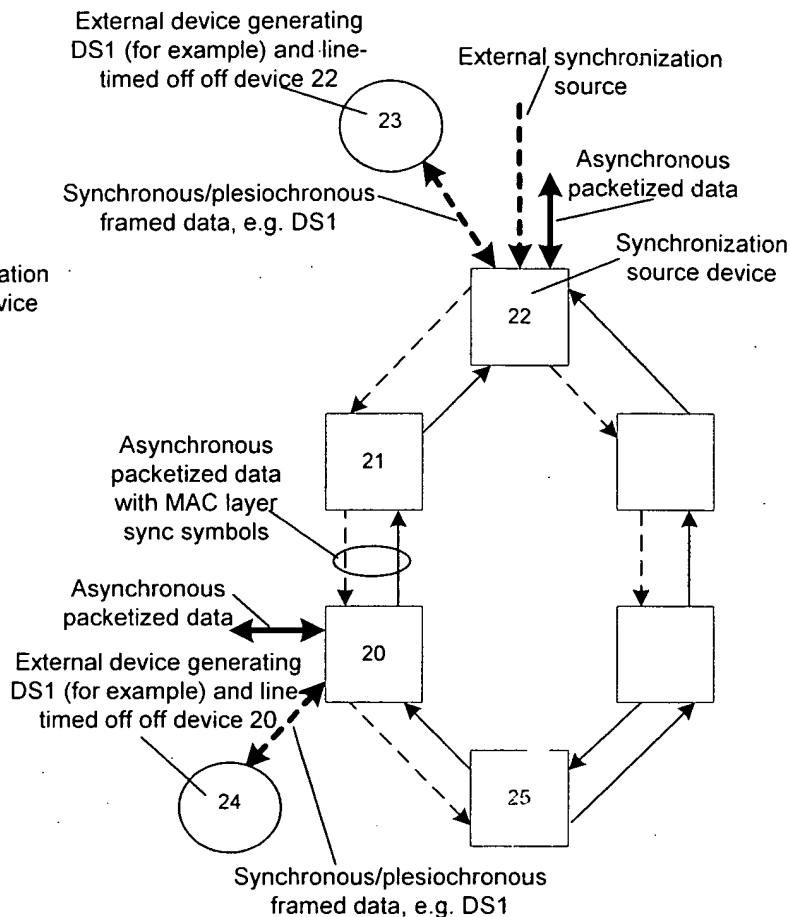 External device generating
DS1 (for example) and line-
timed off off device 22
23
External synchronization
source
Asynchronous
packetized data
Synchronous/plesiochronous
framed data, e.g. DS1
Synchronization
source device
22
ation
vice
Asynchronous
packetized data
with MAC layer
sync symbols
21
Asynchronous
packetized data
20
External device generating
DS1 (for example) and line
timed off off device 20
24
25
Synchronous/plesiochronous
framed data, e.g. DS1